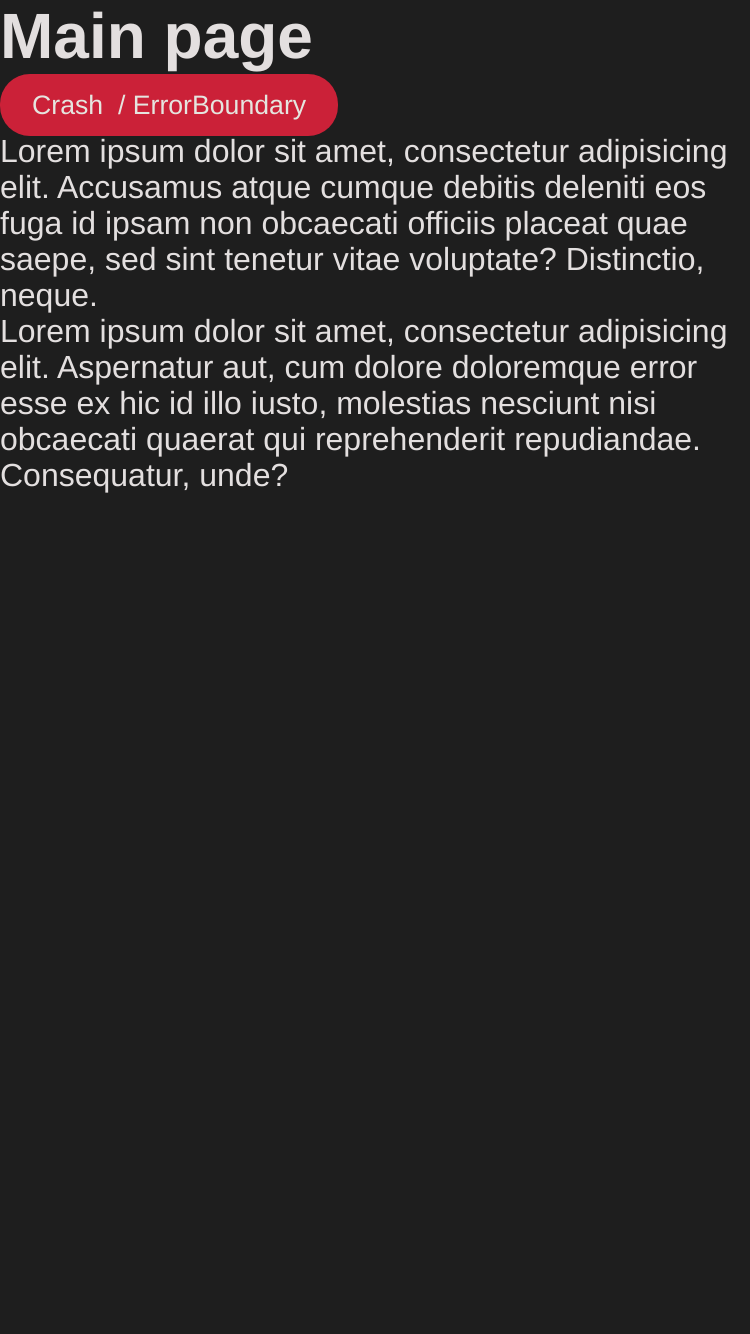 Main page
Crash  / ErrorBoundary
Lorem ipsum dolor sit amet, consectetur adipisicing
elit. Accusamus atque cumque debitis deleniti eos
fuga id ipsam non obcaecati officiis placeat quae
saepe, sed sint tenetur vitae voluptate? Distinctio,
neque.
Lorem ipsum dolor sit amet, consectetur adipisicing
elit. Aspernatur aut, cum dolore doloremque error
esse ex hic id illo iusto, molestias nesciunt nisi
obcaecati quaerat qui reprehenderit repudiandae.
Consequatur, unde?